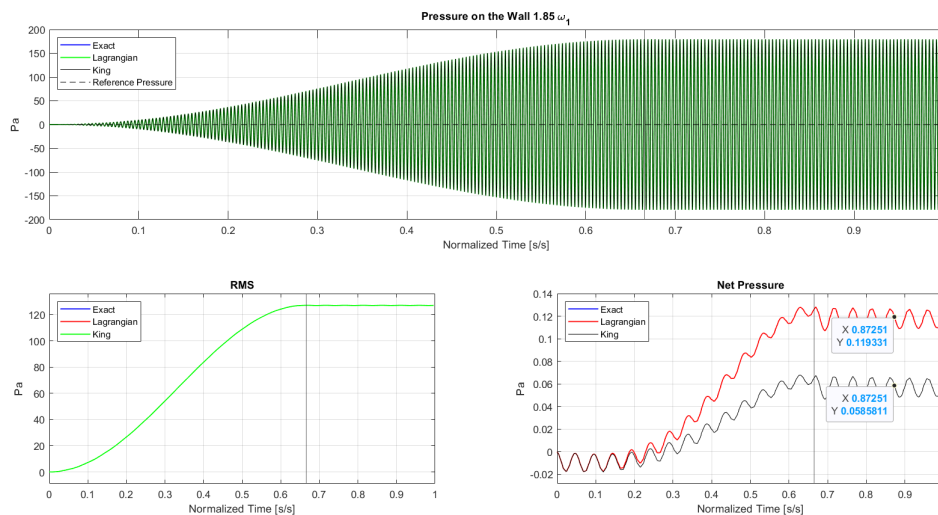 Pressure on the Wall 1.85 ω₁
200
150
100
50
0
-50
-100
-150
-200
Pa
Exact
Lagrangian
King
Reference Pressure
0 0.1 0.2 0.3 0.4 0.5 0.6 0.7 0.8 0.9
Normalized Time [s/s]
RMS
120
100
80
60
40
20
0
Pa
Exact
Lagrangian
King
0 0.1 0.2 0.3 0.4 0.5 0.6 0.7 0.8 0.9 1
Normalized Time [s/s]
Net Pressure
0.14
0.12
0.1
0.08
0.06
0.04
0.02
0
-0.02
Pa
Exact
Lagrangian
King
X 0.87251
Y 0.119331
X 0.87251
Y 0.0585811
0 0.1 0.2 0.3 0.4 0.5 0.6 0.7 0.8 0.9
Normalized Time [s/s]